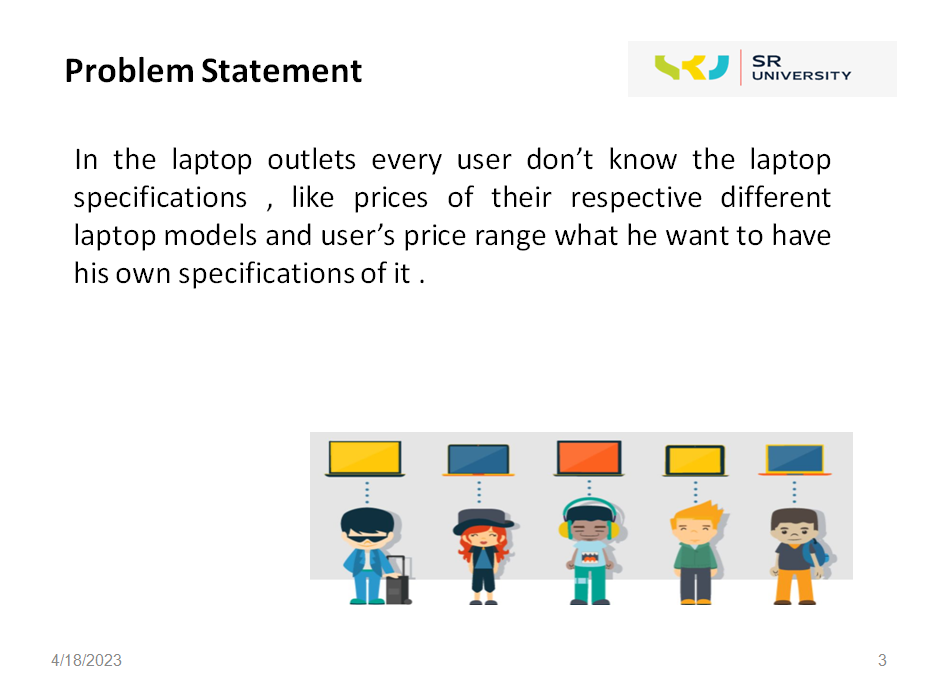 Problem Statement
SR
UNIVERSITY
In the laptop outlets every user don’t know the laptop
specifications , like prices of their respective different
laptop models and user’s price range what he want to have
his own specifications of it .
4/18/2023
3